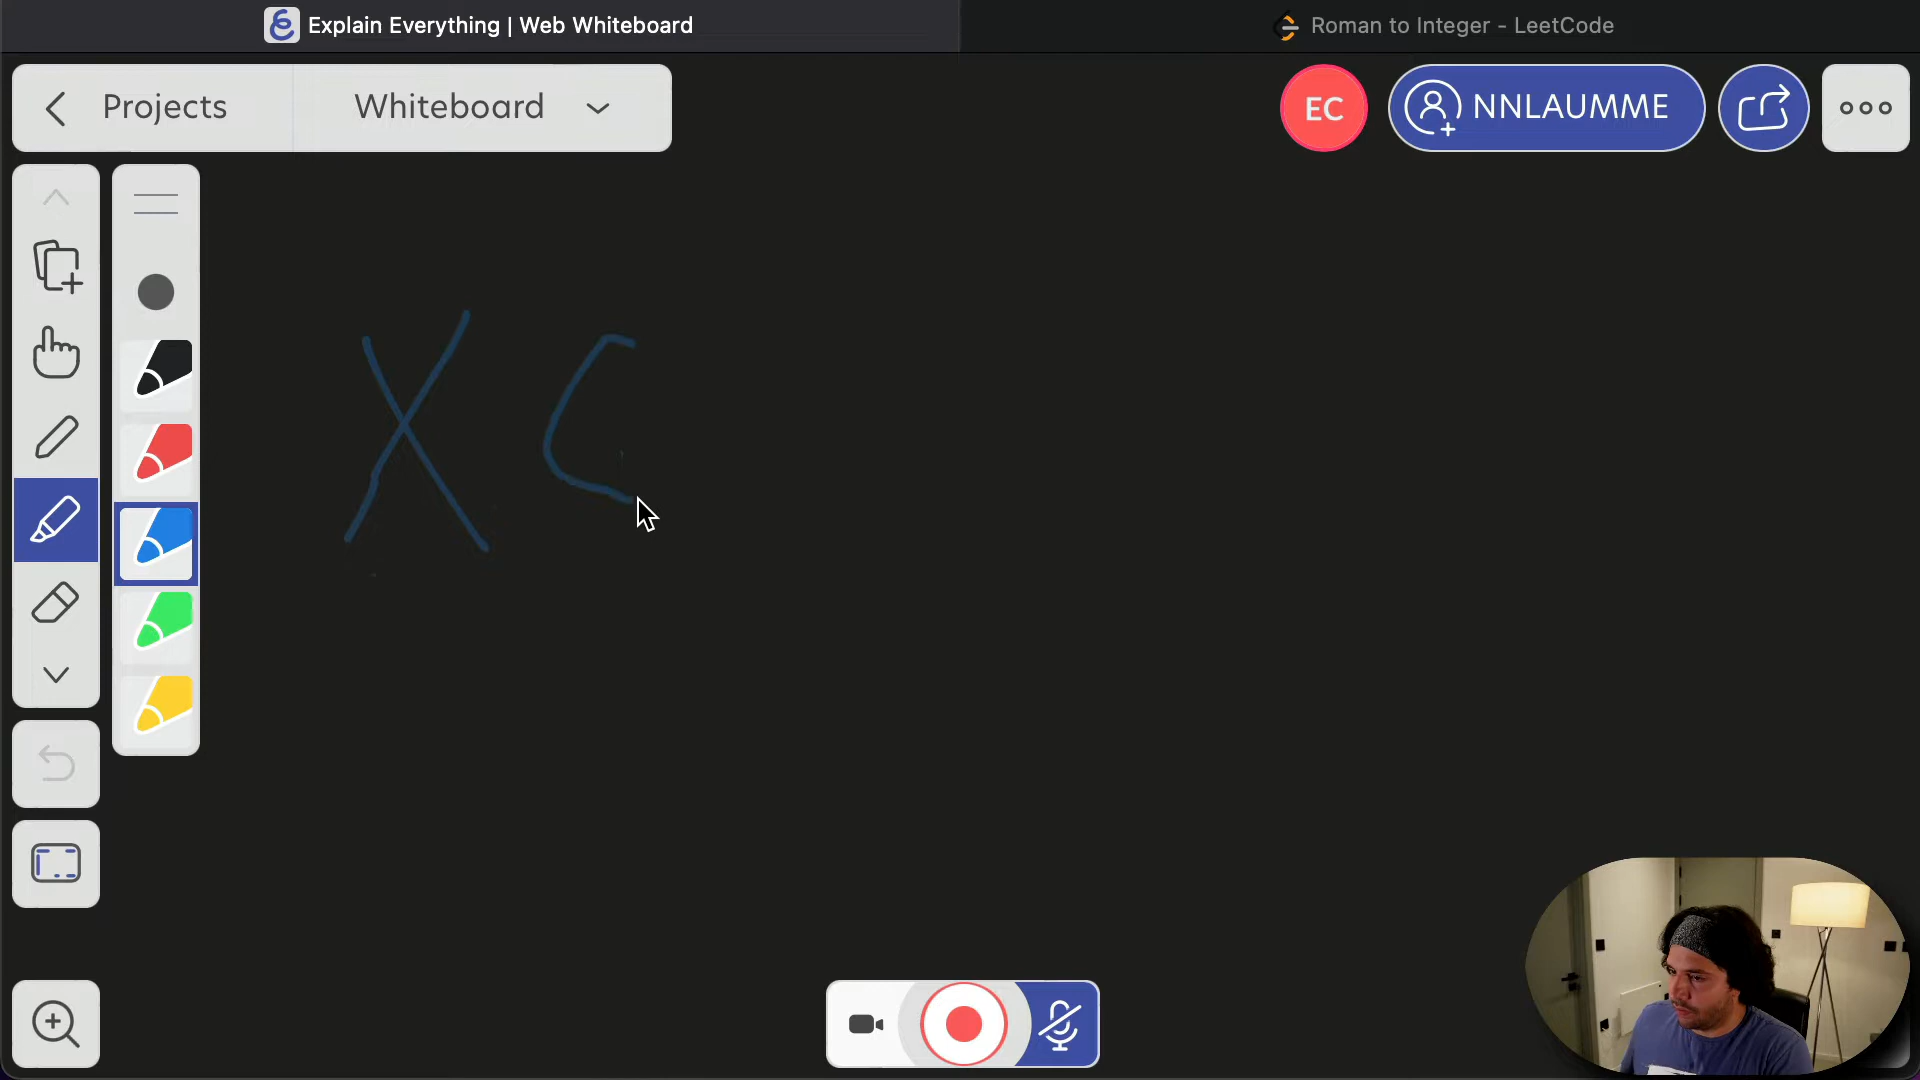 Explain Everything | Web Whiteboard
Roman to Integer - LeetCode
Projects
Whiteboard
EC
NNLAUMME
X C